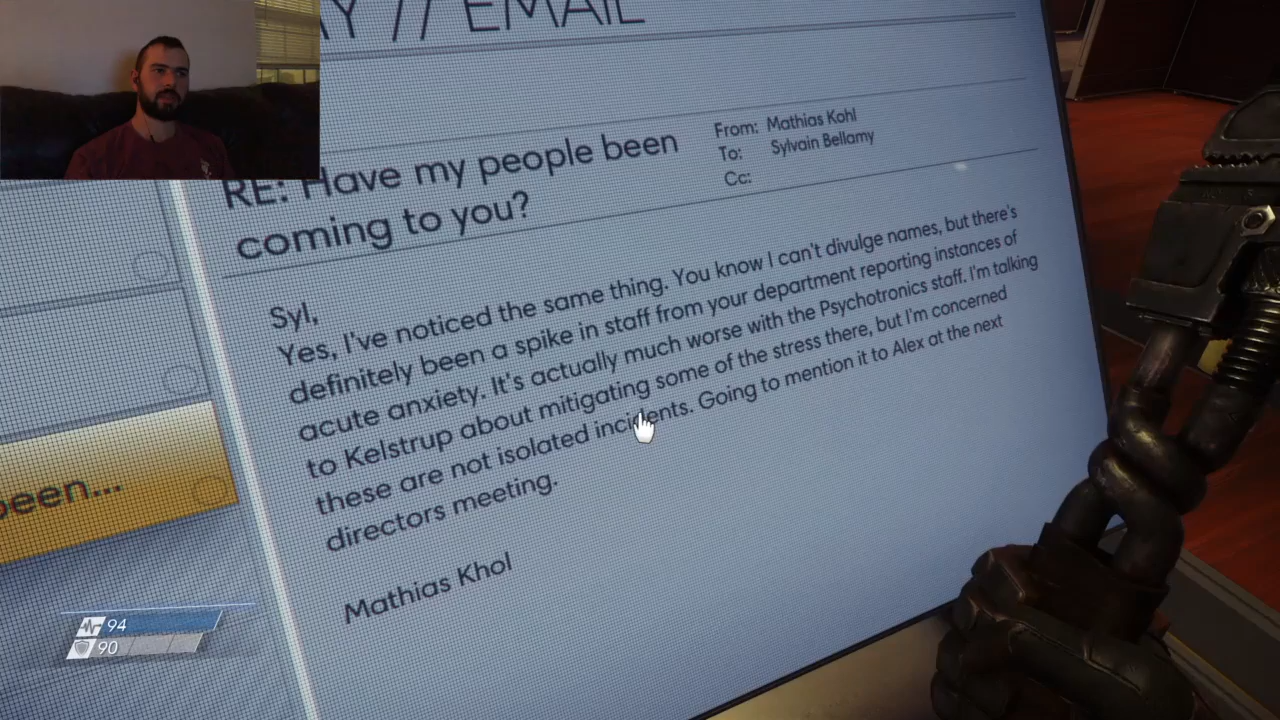 AY // EMAIL
RE: Have my people been
coming to you?
From: Mathias Kohl
To: Sylvain Bellamy
Cc:
Syl,
Yes, I've noticed the same thing. You know I can't divulge names, but there's
definitely been a spike in staff from your department reporting instances of
acute anxiety. It's actually much worse with the Psychotronics staff. I'm talking
to Kelstrup about mitigating some of the stress there, but I'm concerned
these are not isolated incidents. Going to mention it to Alex at the next
directors meeting.
Mathias Khol
been...
94
90